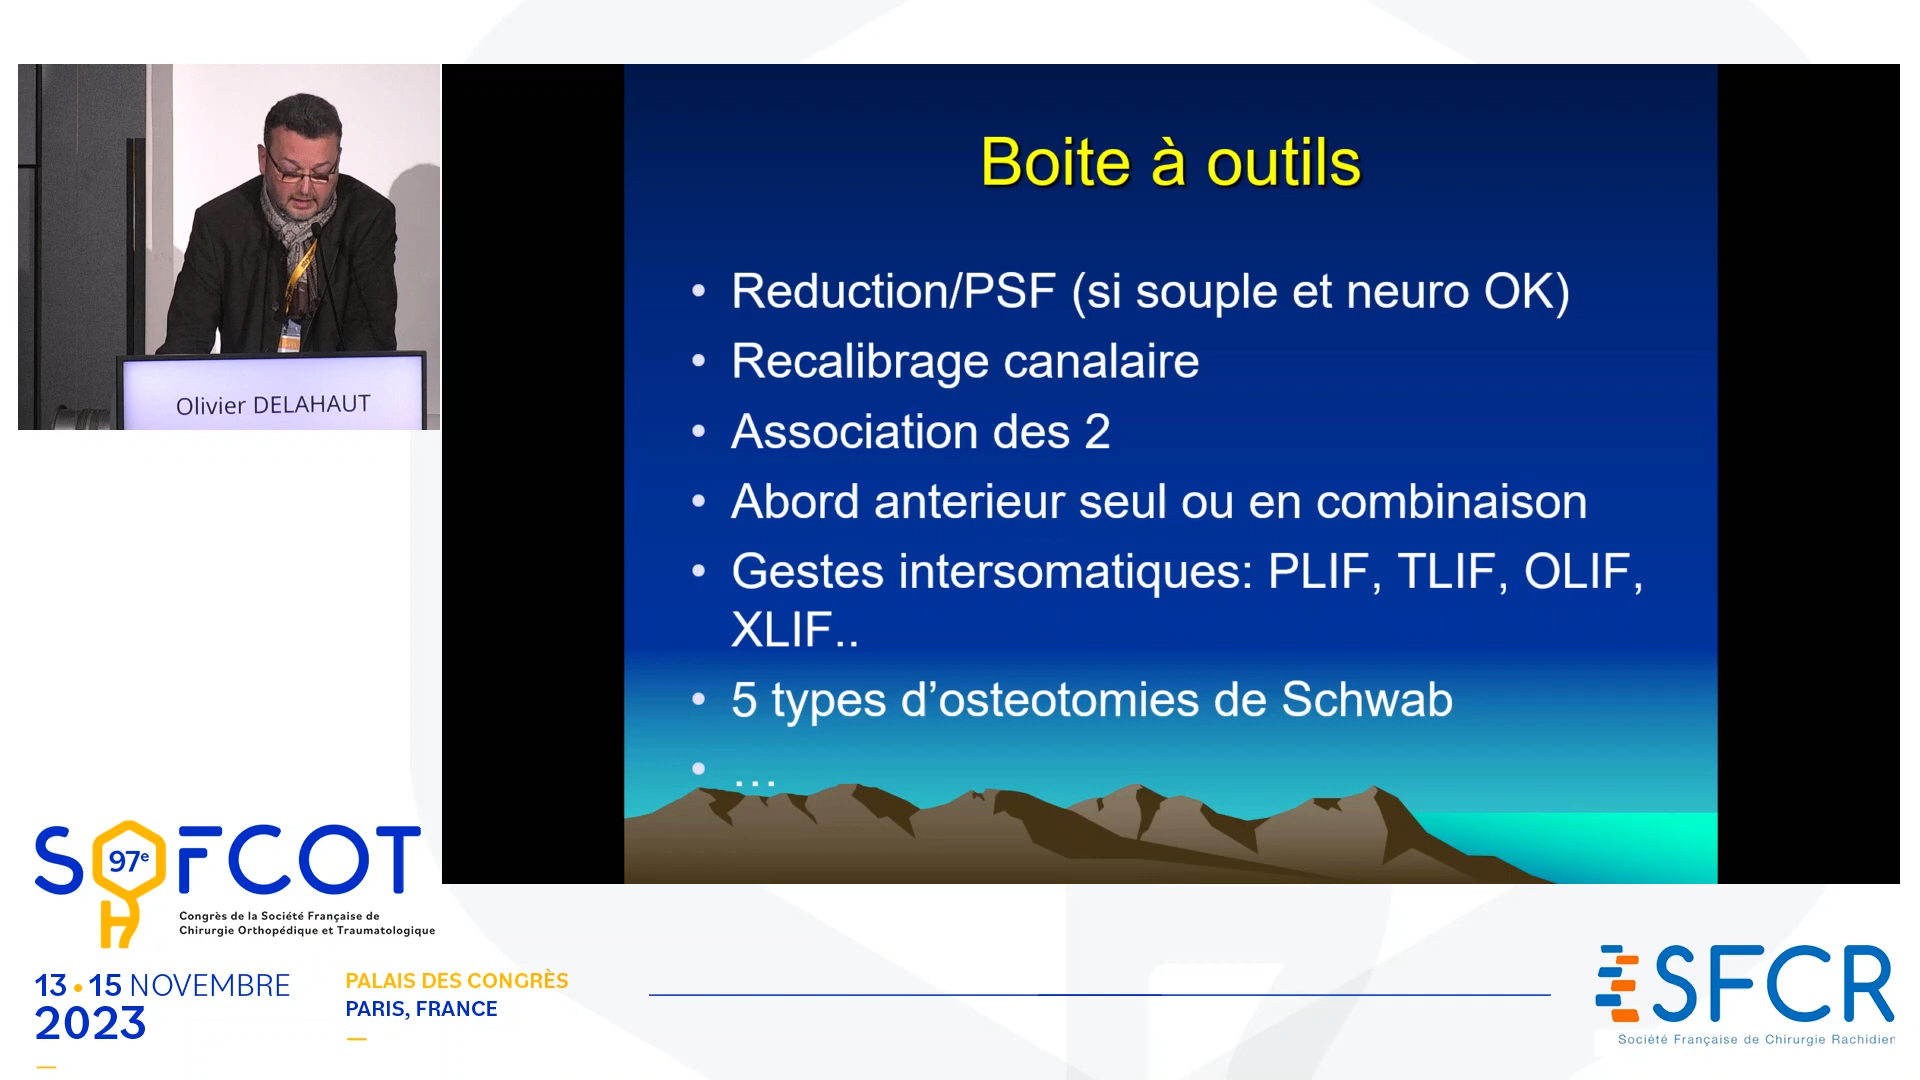 Olivier DELAHAUT
Boite à outils
• Reduction/PSF (si souple et neuro OK)
• Recalibrage canalaire
• Association des 2
• Abord anterieur seul ou en combinaison
• Gestes intersomatiques: PLIF, TLIF, OLIF,
XLIF..
• 5 types d’osteotomies de Schwab
• …
SOFCOT
97e
Congrès de la Société Française de
Chirurgie Orthopédique et Traumatologique
13•15 NOVEMBRE
2023
PALAIS DES CONGRÈS
PARIS, FRANCE
SFCR
Société Française de Chirurgie Rachidien